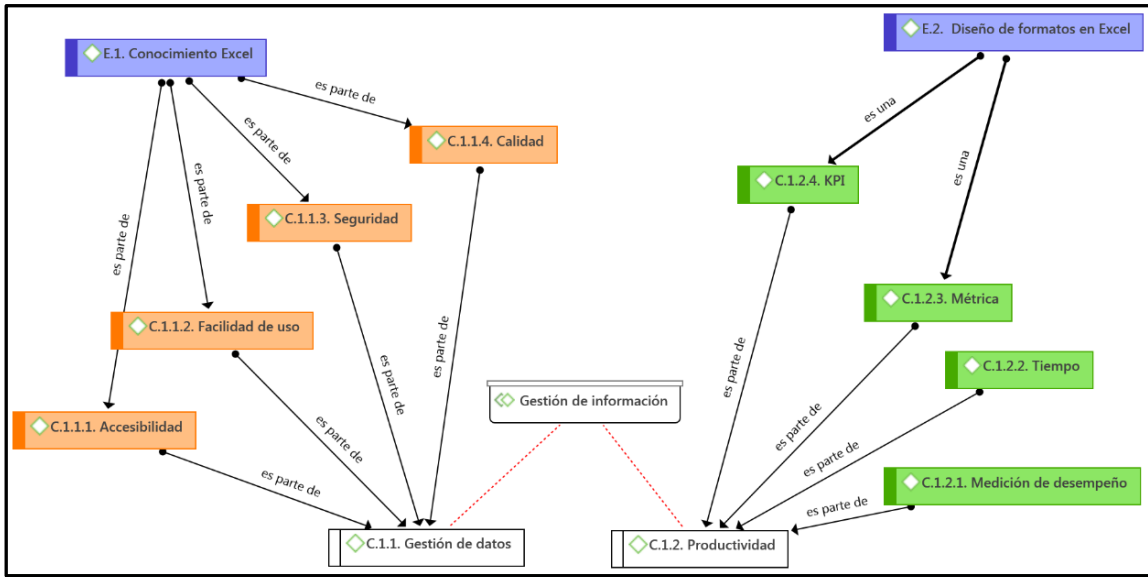 E.1. Conocimiento Excel
E.2. Diseño de formatos en Excel
es parte de
C.1.1.4. Calidad
es una
es parte de
es parte de
es una
C.1.2.4. KPI
C.1.1.3. Seguridad
es parte de
C.1.2.3. Métrica
C.1.1.2. Facilidad de uso
es parte de
es parte de
C.1.2.2. Tiempo
Gestión de información
es parte de
es parte de
es parte de
C.1.1.1. Accesibilidad
es parte de
es parte de
C.1.2.1. Medición de desempeño
es parte de
es parte de
C.1.1. Gestión de datos
C.1.2. Productividad